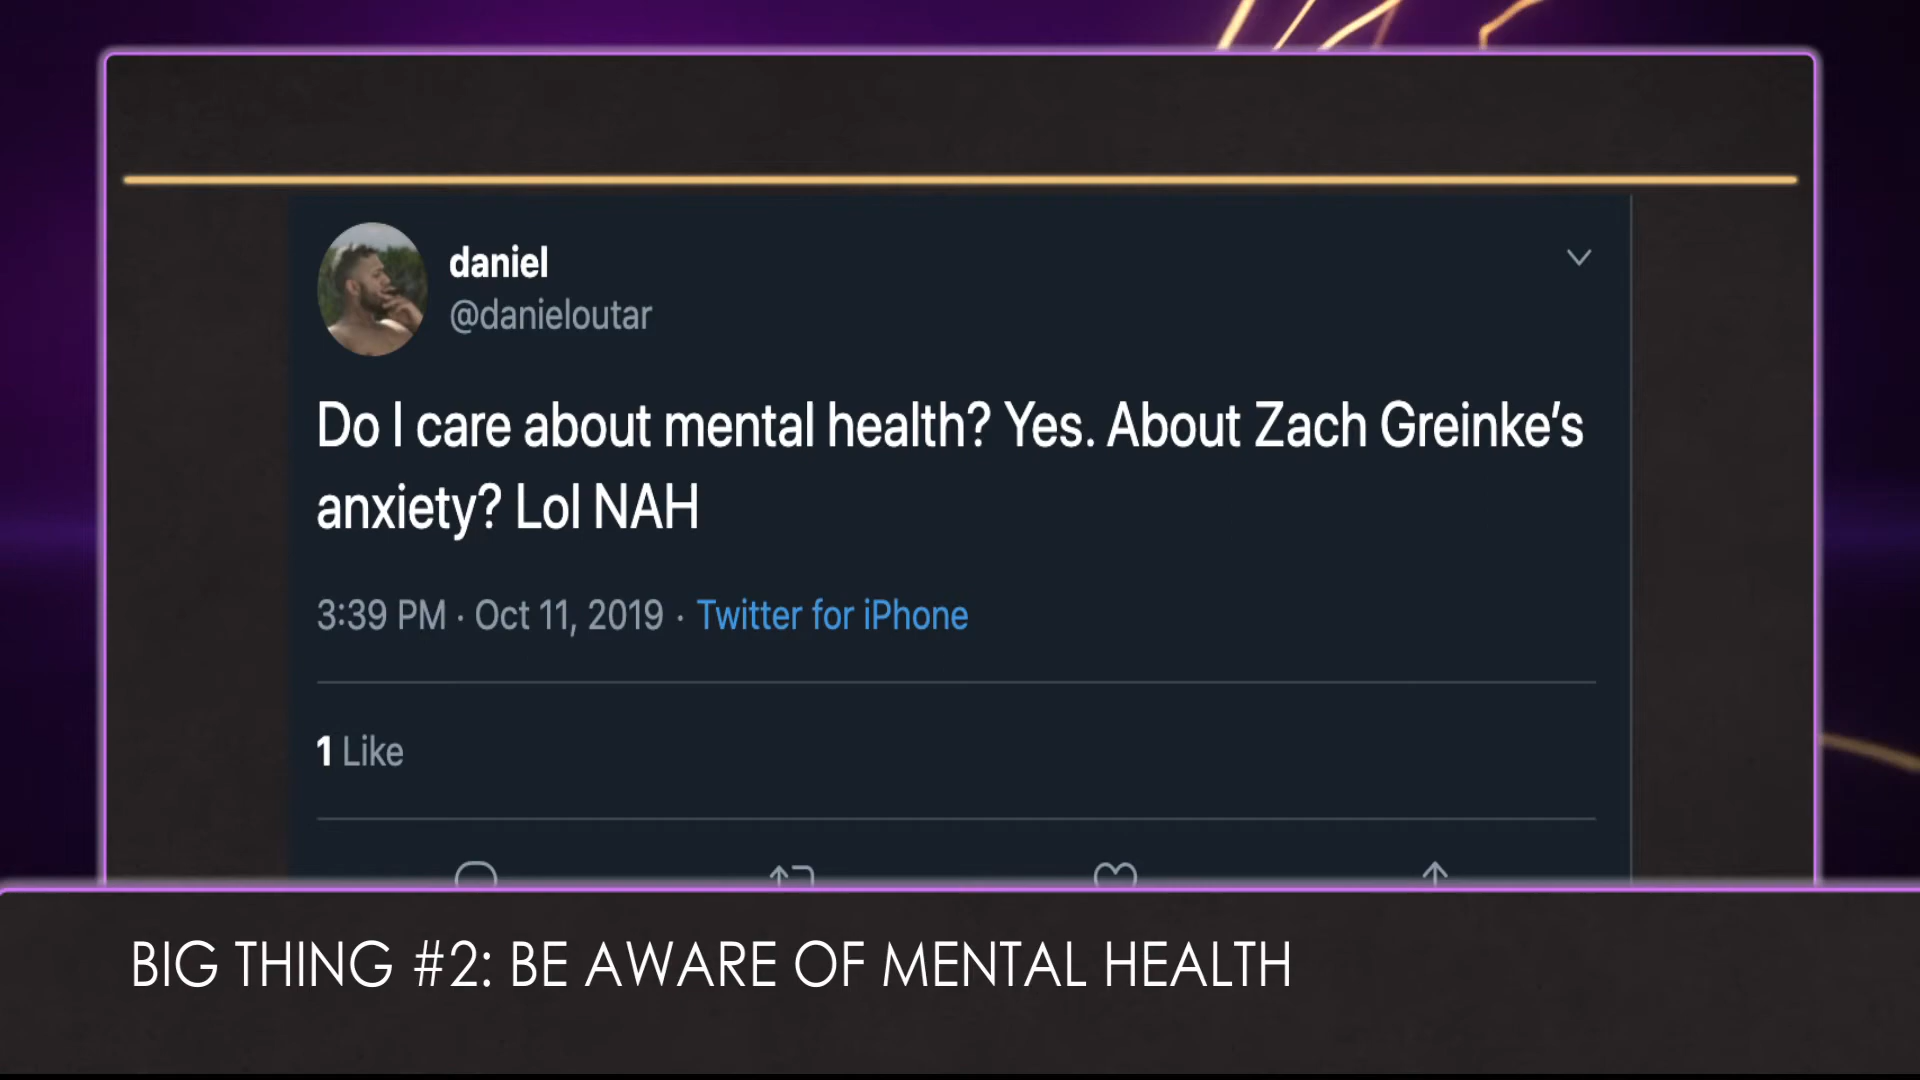 daniel
@danieloutar
Do I care about mental health? Yes. About Zach Greinke’s
anxiety? Lol NAH
3:39 PM · Oct 11, 2019 · Twitter for iPhone
1 Like
BIG THING #2: BE AWARE OF MENTAL HEALTH